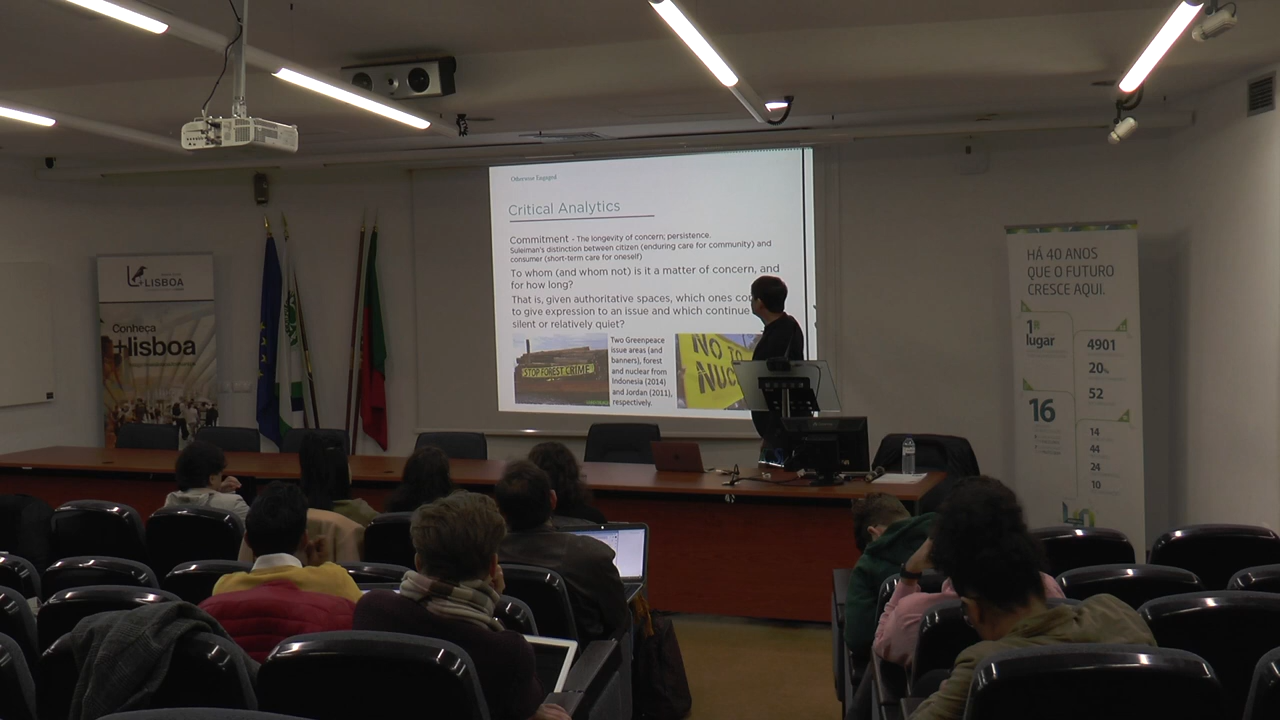 Odourose Engaged
Critical Analytics
Commitment - The longevity of concern; persistence.
Suleiman's distinction between citizen (enduring care for community) and
consumer (short-term care for oneself)
To whom (and whom not) is it a matter of concern, and
for how long?
That is, given authoritative spaces, which ones co
to give expression to an issue and which continue
silent or relatively quiet?
STOP FOREST CRIME
Two Greenpeace
issue areas (and
banners), forest
and nuclear from
Indonesia (2014)
and Jordan (2011),
respectively.
NO TO
NUC
L+LISBOA
Conheça
+lisboa
HÁ 40 ANOS
QUE O FUTURO
CRESCE AQUI.
1º
lugar
16
4901
20%
52
14
44
24
10